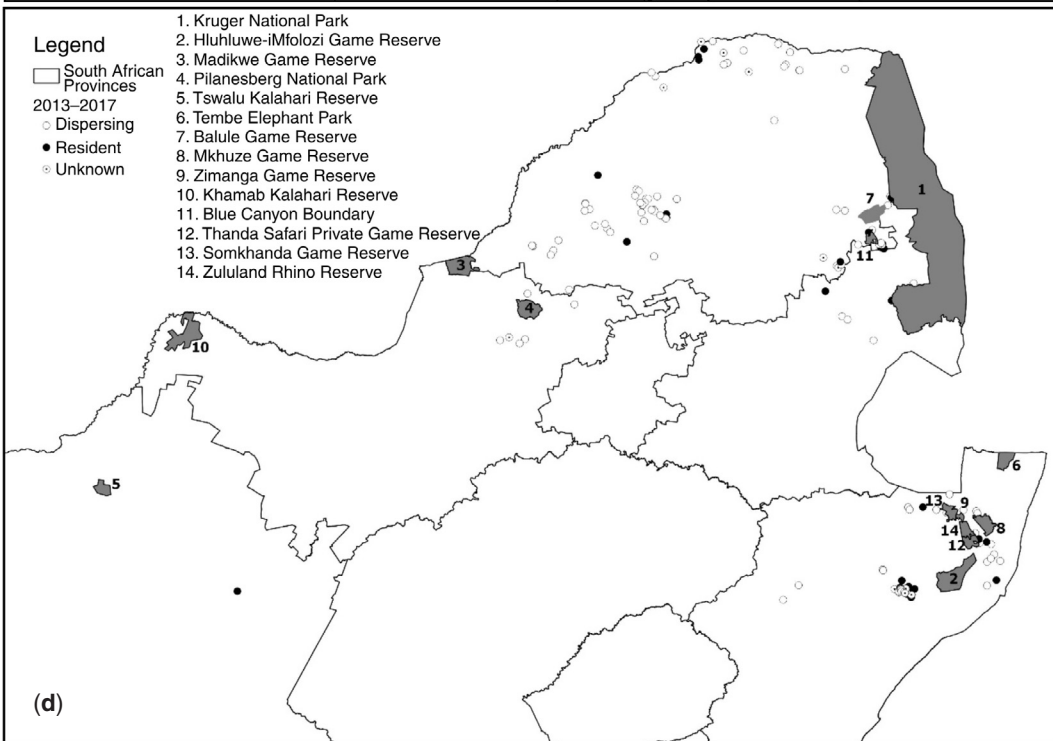 Legend
South African
Provinces
2013–2017
Dispersing
Resident
Unknown
1. Kruger National Park
2. Hluhluwe-iMfolozi Game Reserve
3. Madikwe Game Reserve
4. Pilanesberg National Park
5. Tswalu Kalahari Reserve
6. Tembe Elephant Park
7. Balule Game Reserve
8. Mkhuze Game Reserve
9. Zimanga Game Reserve
10. Khamab Kalahari Reserve
11. Blue Canyon Boundary
12. Thanda Safari Private Game Reserve
13. Somkhanda Game Reserve
14. Zululand Rhino Reserve
1
7
11
3
4
10
5
6
13
9
14
8
12
2
(d)